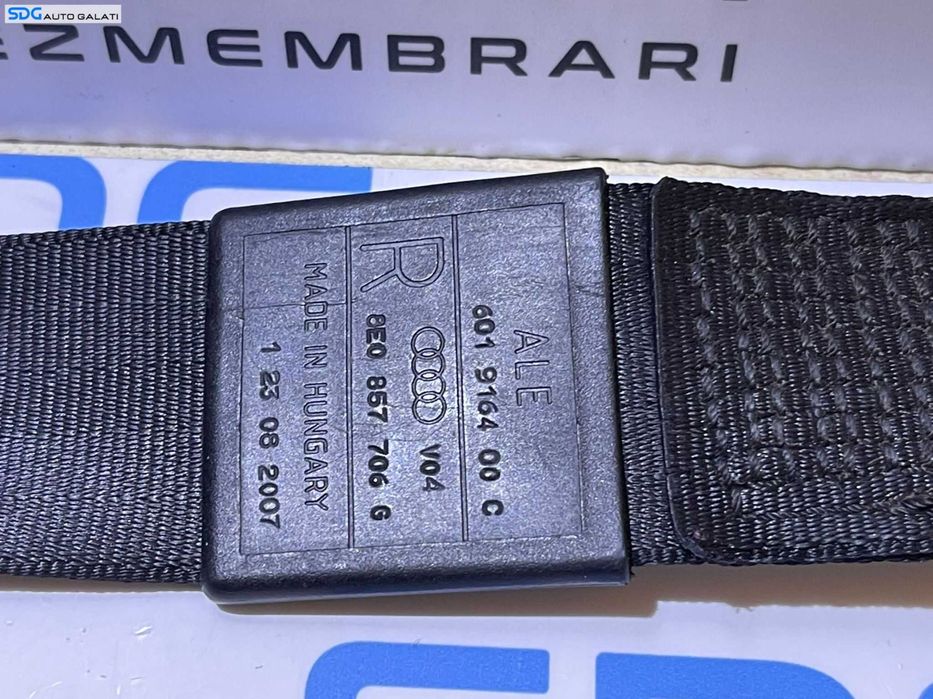 SDG AUTO GALATI
EZMEMBRARI
ALE
601 9164 00 C
R V04
8E0 857 706 G
MADE IN HUNGARY
1 23 08 2007